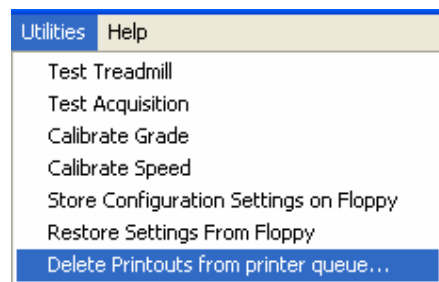 Utilities Help
Test Treadmill
Test Acquisition
Calibrate Grade
Calibrate Speed
Store Configuration Settings on Floppy
Restore Settings From Floppy
Delete Printouts from printer queue...